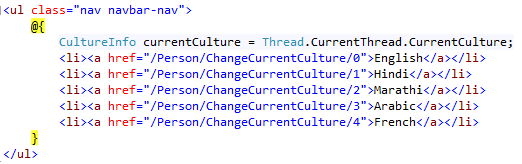 <ul class="nav navbar-nav">
@{
CultureInfo currentCulture = Thread.CurrentThread.CurrentCulture;
<li><a href="/Person/ChangeCurrentCulture/0">English</a></li>
<li><a href="/Person/ChangeCurrentCulture/1">Hindi</a></li>
<li><a href="/Person/ChangeCurrentCulture/2">Marathi</a></li>
<li><a href="/Person/ChangeCurrentCulture/3">Arabic</a></li>
<li><a href="/Person/ChangeCurrentCulture/4">French</a></li>
}
</ul>